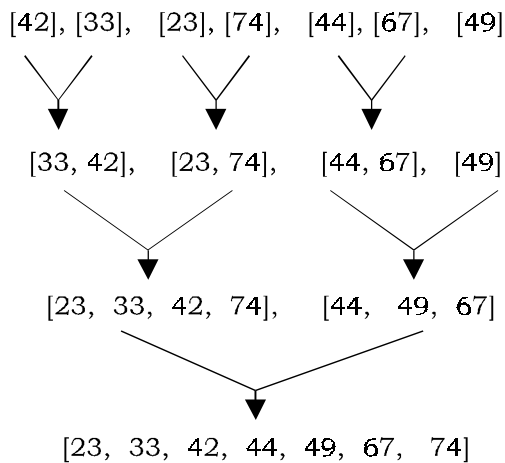 [42], [33], [23], [74], [44], [67], [49]
[33, 42], [23, 74], [44, 67], [49]
[23, 33, 42, 74], [44, 49, 67]
[23, 33, 42, 44, 49, 67, 74]